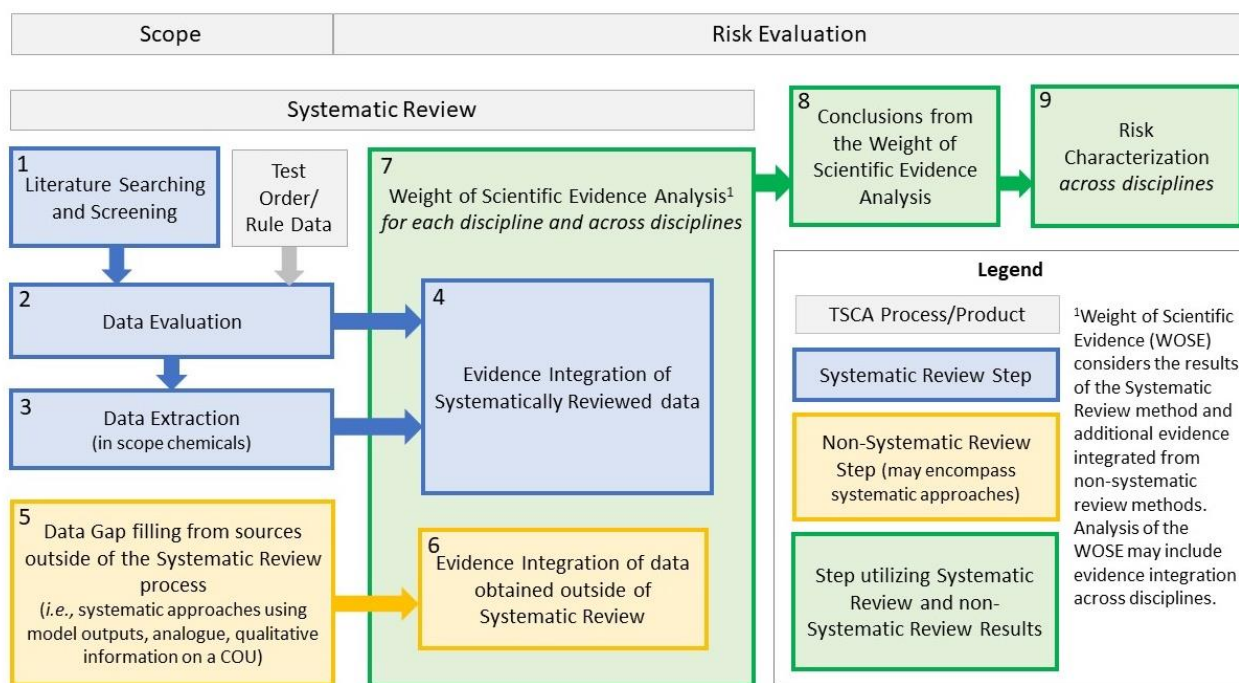 Scope
Risk Evaluation
Systematic Review
1
Literature Searching
and Screening
Test
Order/
Rule Data
2
Data Evaluation
3
Data Extraction
(in scope chemicals)
5
Data Gap filling from sources
outside of the Systematic Review
process
(i.e., systematic approaches using
model outputs, analogue, qualitative
information on a COU)
7
Weight of Scientific Evidence Analysis¹
for each discipline and across disciplines
4
Evidence Integration of
Systematically Reviewed data
6
Evidence Integration of data
obtained outside of
Systematic Review
8
Conclusions from
the Weight of
Scientific Evidence
Analysis
9
Risk
Characterization
across disciplines
Legend
TSCA Process/Product
Systematic Review Step
Non-Systematic Review
Step (may encompass
systematic approaches)
Step utilizing Systematic
Review and non-
Systematic Review Results
¹Weight of Scientific
Evidence (WOSE)
considers the results
of the Systematic
Review method and
additional evidence
integrated from
non-systematic
review methods.
Analysis of the
WOSE may include
evidence integration
across disciplines.